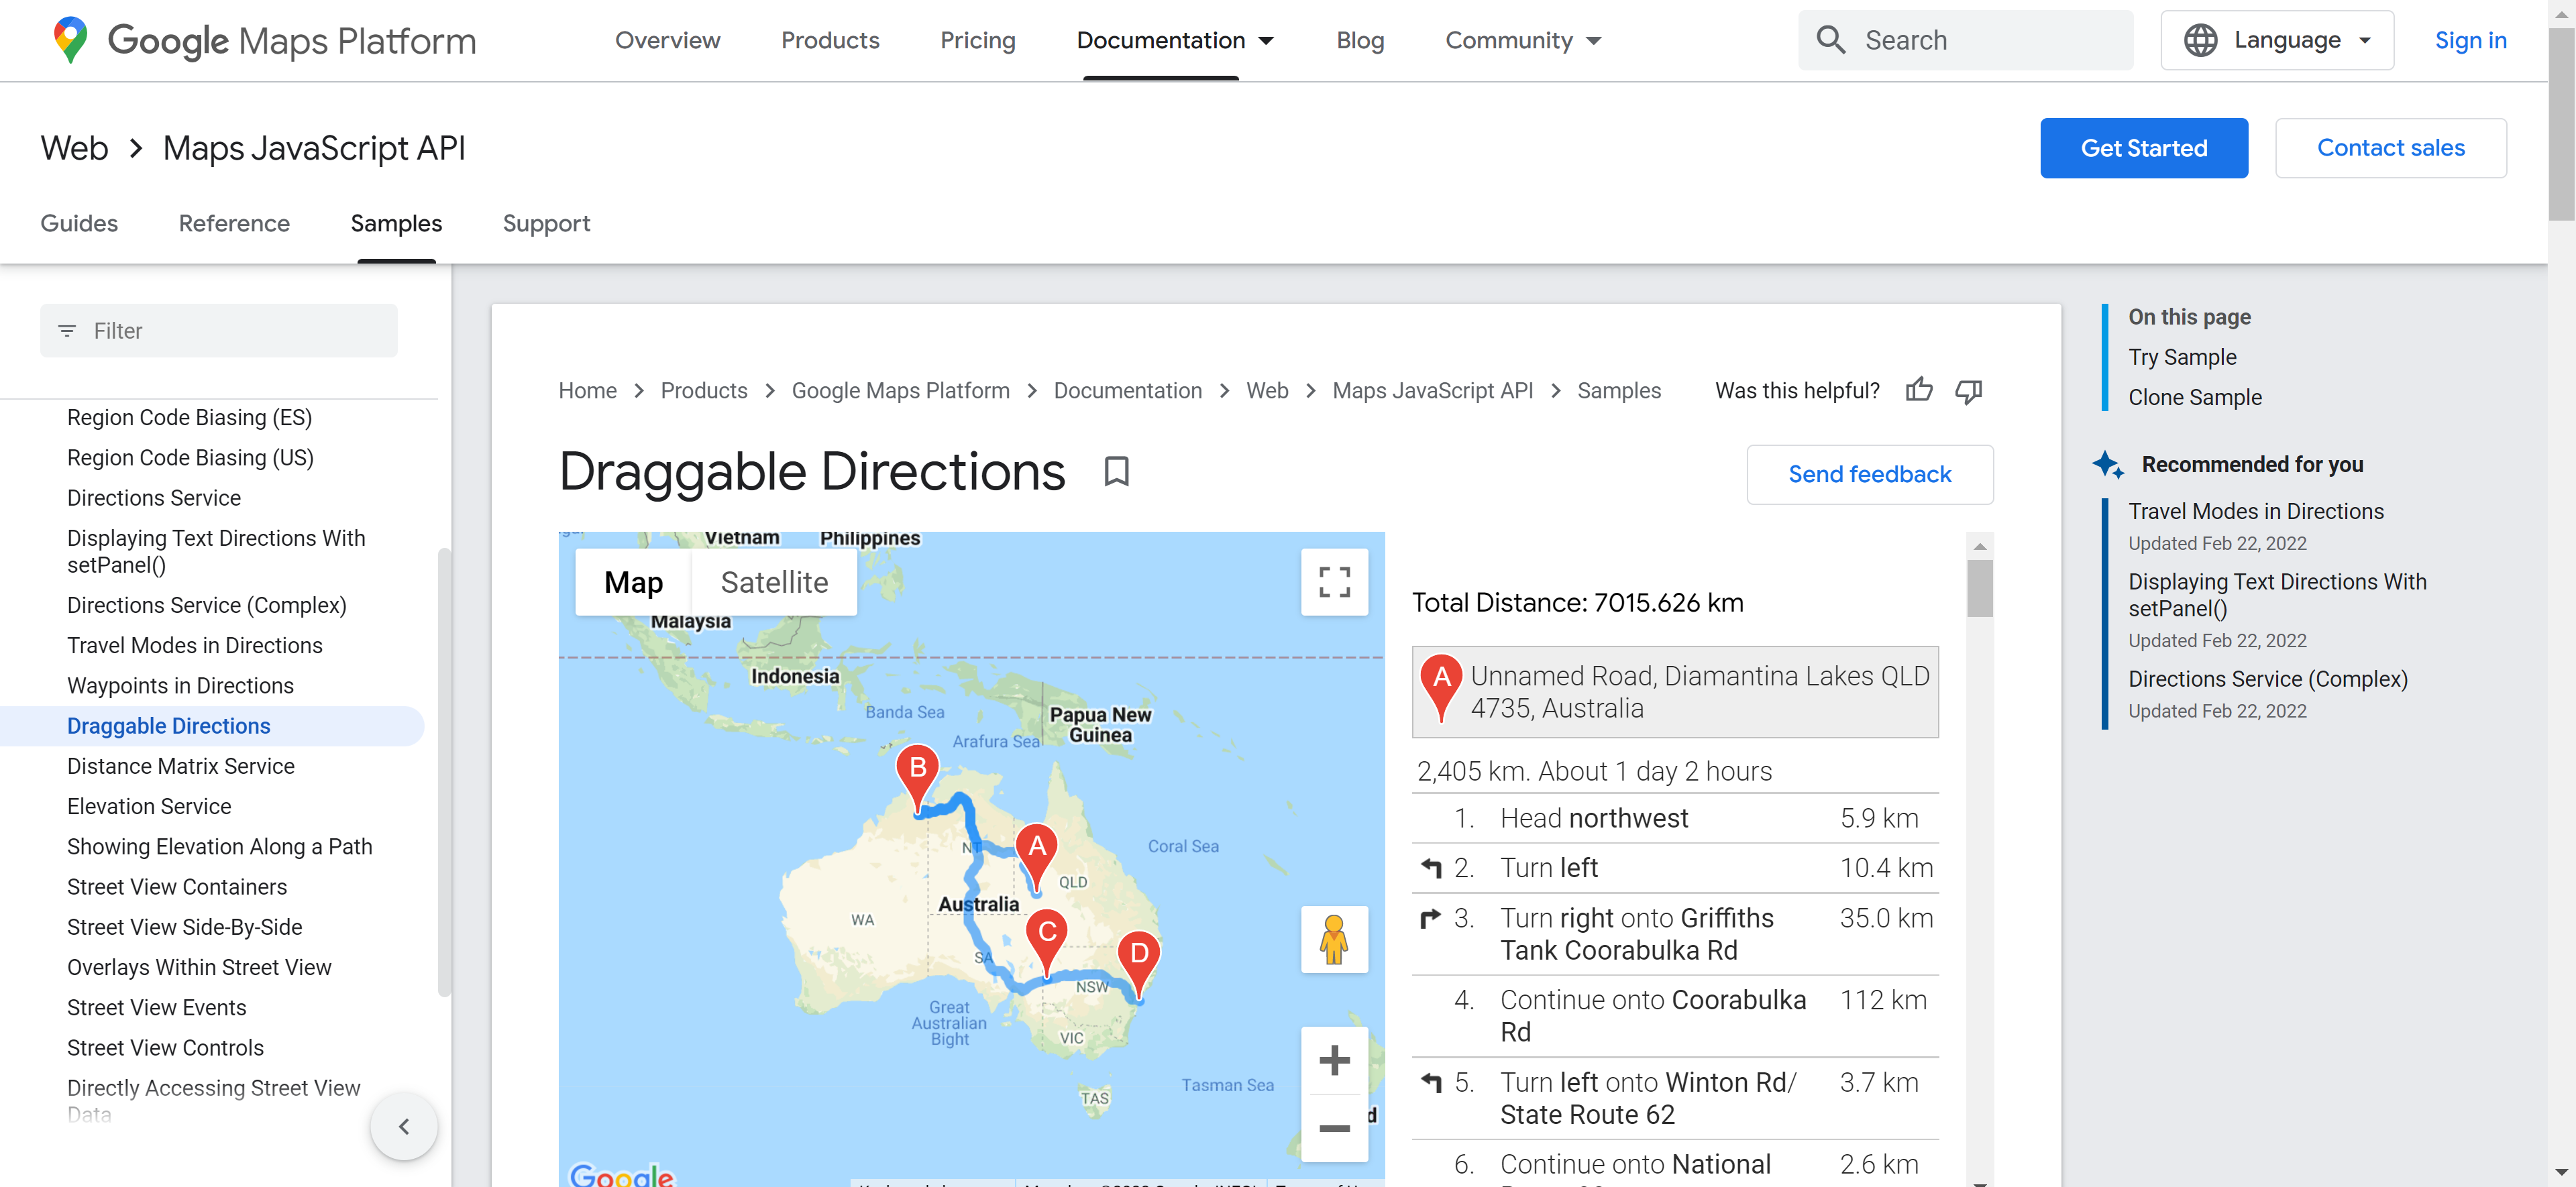 Google Maps Platform
Overview Products Pricing Documentation Blog Community
Search
Language
Sign in
Web > Maps JavaScript API
Get Started
Contact sales
Guides Reference Samples Support
Filter
Region Code Biasing (ES)
Region Code Biasing (US)
Directions Service
Displaying Text Directions With
setPanel()
Directions Service (Complex)
Travel Modes in Directions
Waypoints in Directions
Draggable Directions
Distance Matrix Service
Elevation Service
Showing Elevation Along a Path
Street View Containers
Street View Side-By-Side
Overlays Within Street View
Street View Events
Street View Controls
Directly Accessing Street View
Data
Home > Products > Google Maps Platform > Documentation > Web > Maps JavaScript API > Samples
Was this helpful?
Draggable Directions
Send feedback
Vietnam
Philippines
Map Satellite
Malaysia
Indonesia
Banda Sea
Papua New
Guinea
Arafura Sea
B
A
NT
Coral Sea
QLD
Australia
WA
C
D
SA
NSW
Great
Australian
Bight
VIC
Tasman Sea
TAS
Google
Total Distance: 7015.626 km
A
Unnamed Road, Diamantina Lakes QLD
4735, Australia
2,405 km. About 1 day 2 hours
1. Head northwest 5.9 km
2. Turn left 10.4 km
3. Turn right onto Griffiths 35.0 km
Tank Coorabulka Rd
4. Continue onto Coorabulka 112 km
Rd
5. Turn left onto Winton Rd/ 3.7 km
State Route 62
6. Continue onto National 2.6 km
On this page
Try Sample
Clone Sample
Recommended for you
Travel Modes in Directions
Updated Feb 22, 2022
Displaying Text Directions With
setPanel()
Updated Feb 22, 2022
Directions Service (Complex)
Updated Feb 22, 2022